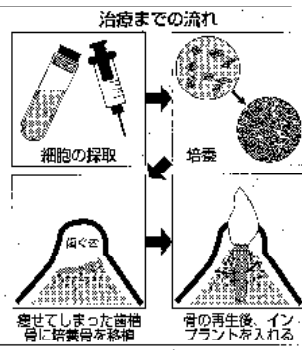 治療までの流れ
細胞の採取
培養
歯ぐき
痩せてしまった歯槽
骨に培養骨を移植
骨の再生後、イン
プラントを入れる